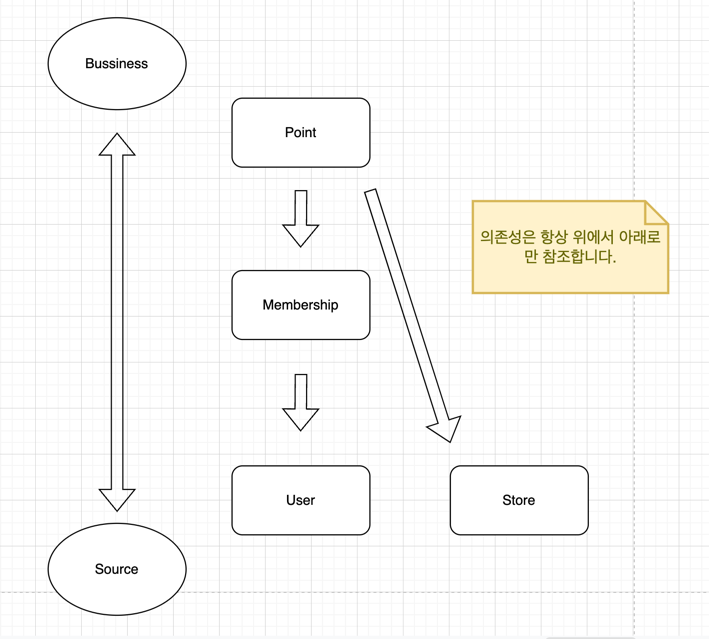 Bussiness
Point
의존성은 항상 위에서 아래로
만 참조합니다.
Membership
User
Store
Source